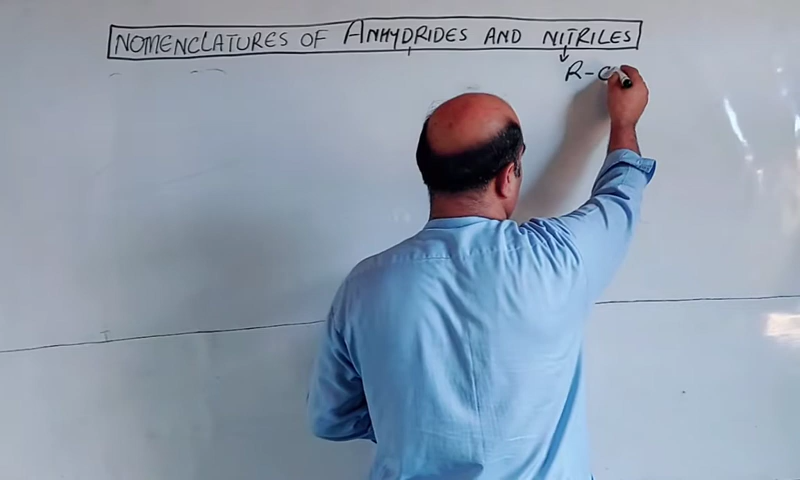 NOMENCLATURES OF ANHYDRIDES AND NITRILES
R-C